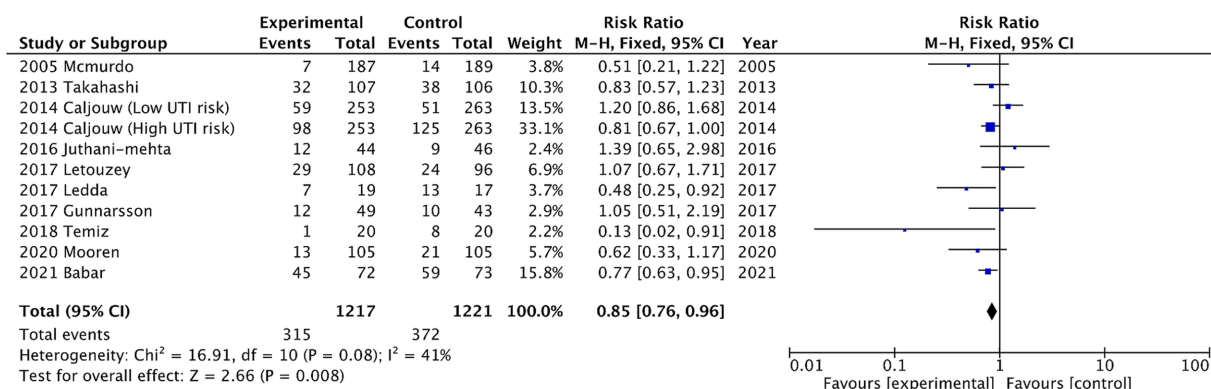 Experimental Control Risk Ratio Risk Ratio
Study or Subgroup Events Total Events Total Weight M-H, Fixed, 95% CI Year M-H, Fixed, 95% CI
2005 Mcmurdo 7 187 14 189 3.8% 0.51 [0.21, 1.22] 2005
2013 Takahashi 32 107 38 106 10.3% 0.83 [0.57, 1.23] 2013
2014 Caljouw (Low UTI risk) 59 253 51 263 13.5% 1.20 [0.86, 1.68] 2014
2014 Caljouw (High UTI risk) 98 253 125 263 33.1% 0.81 [0.67, 1.00] 2014
2016 Juthani-mehta 12 44 9 46 2.4% 1.39 [0.65, 2.98] 2016
2017 Letouzey 29 108 24 96 6.9% 1.07 [0.67, 1.71] 2017
2017 Ledda 7 19 13 17 3.7% 0.48 [0.25, 0.92] 2017
2017 Gunnarsson 12 49 10 43 2.9% 1.05 [0.51, 2.19] 2017
2018 Temiz 1 20 8 20 2.2% 0.13 [0.02, 0.91] 2018
2020 Mooren 13 105 21 105 5.7% 0.62 [0.33, 1.17] 2020
2021 Babar 45 72 59 73 15.8% 0.77 [0.63, 0.95] 2021
Total (95% CI) 1217 1221 100.0% 0.85 [0.76, 0.96]
Total events 315 372
Heterogeneity: Chi² = 16.91, df = 10 (P = 0.08); I² = 41%
Test for overall effect: Z = 2.66 (P = 0.008)
0.01 0.1 1 10 100
Favours [experimental] Favours [control]